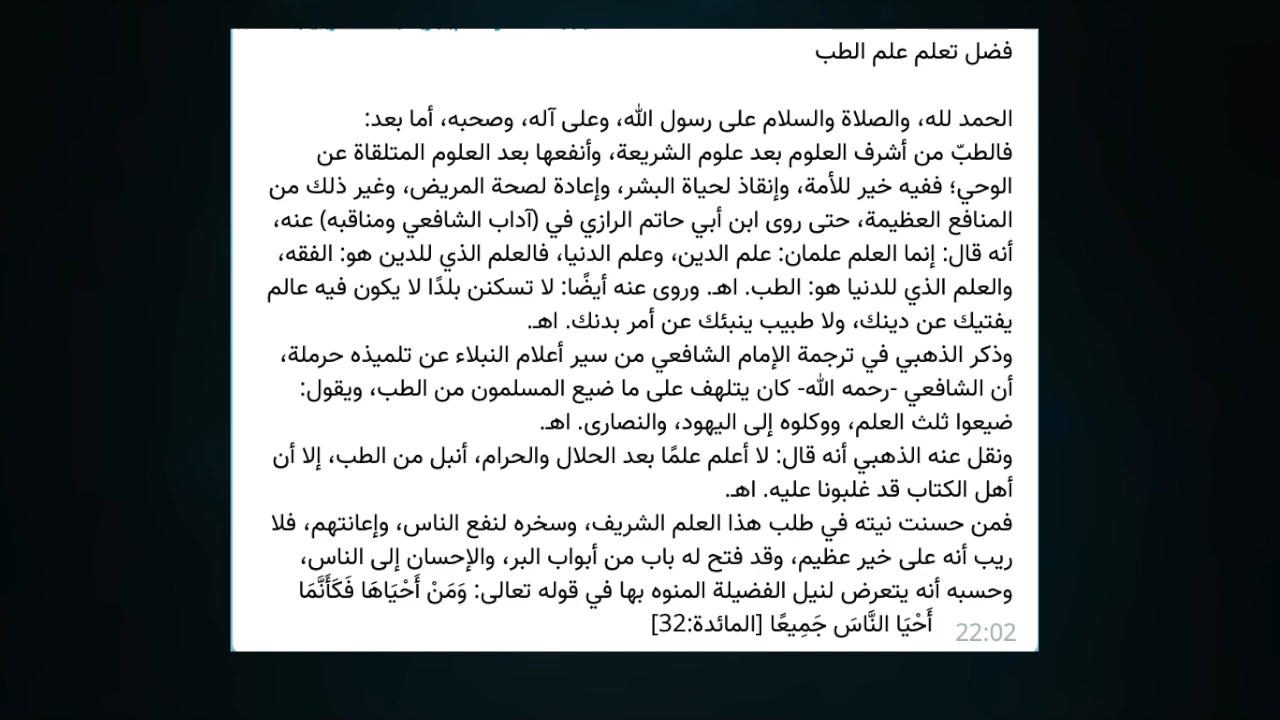 فضل تعلم علم الطب
الحمد لله، والصلاة والسلام على رسول الله، وعلى آله، وصحبه، أما بعد:
فالطبّ من أشرف العلوم بعد علوم الشريعة، وأنفعها بعد العلوم المتلقاة عن
الوحي؛ ففيه خير للأمة، وإنقاذ لحياة البشر، وإعادة لصحة المريض، وغير ذلك من
المنافع العظيمة، حتى روى ابن أبي حاتم الرازي في (آداب الشافعي ومناقبه) عنه،
أنه قال: إنما العلم علمان: علم الدين، وعلم الدنيا، فالعلم الذي للدين هو: الفقه،
والعلم الذي للدنيا هو: الطب. اهـ. وروى عنه أيضًا: لا تسكنن بلدًا لا يكون فيه عالم
يفتيك عن دينك، ولا طبيب ينبئك عن أمر بدنك. اهـ.
وذكر الذهبي في ترجمة الإمام الشافعي من سير أعلام النبلاء عن تلميذه حرملة،
أن الشافعي -رحمه الله- كان يتلهف على ما ضيع المسلمون من الطب، ويقول:
ضيعوا ثلث العلم، ووكلوه إلى اليهود، والنصارى. اهـ.
ونقل عنه الذهبي أنه قال: لا أعلم علمًا بعد الحلال والحرام، أنبل من الطب، إلا أن
أهل الكتاب قد غلبونا عليه. اهـ.
فمن حسنت نيته في طلب هذا العلم الشريف، وسخره لنفع الناس، وإعانتهم، فلا
ريب أنه على خير عظيم، وقد فتح له باب من أبواب البر، والإحسان إلى الناس،
وحسبه أنه يتعرض لنيل الفضيلة المنوه بها في قوله تعالى: وَمَنْ أَحْيَاهَا فَكَأَنَّمَا
أَحْيَا النَّاسَ جَمِيعًا [المائدة:32]
22:02